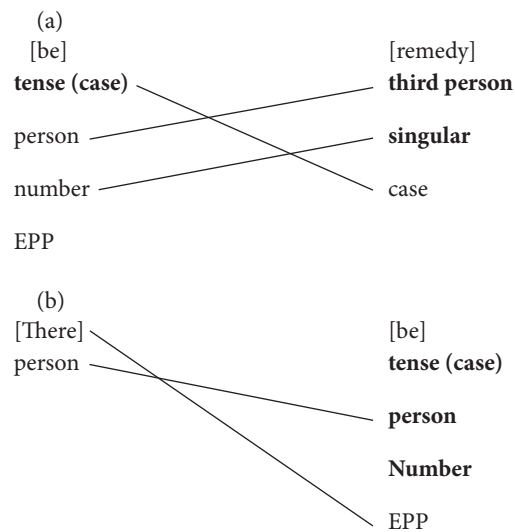 (a)
[be] [remedy]
tense (case) third person
person singular
number case
EPP
(b)
[There] [be]
person tense (case)
person
Number
EPP